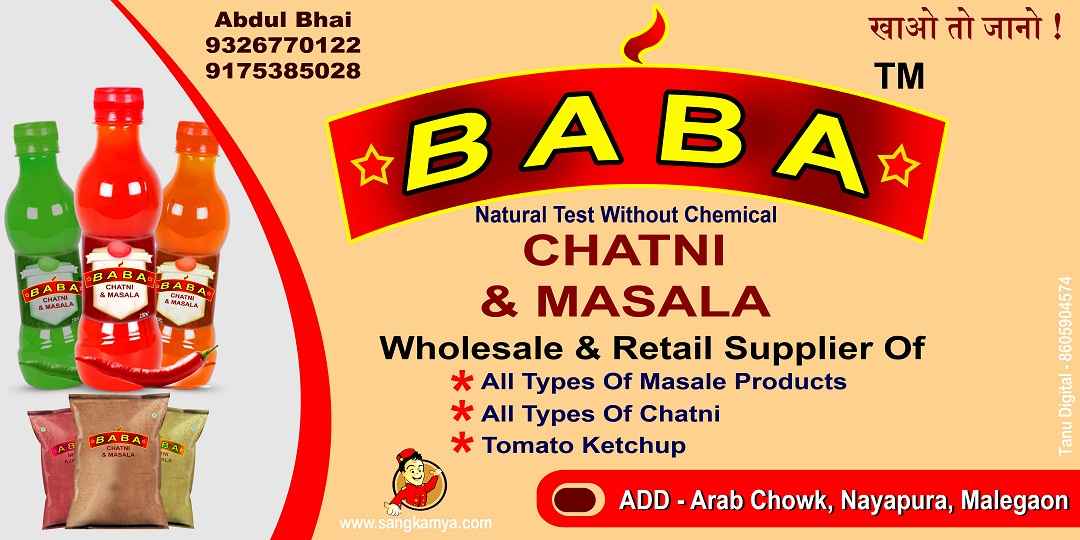 Abdul Bhai
9326770122
9175385028
खाओ तो जानो !
TM
BABA
Natural Test Without Chemical
CHATNI
& MASALA
Wholesale & Retail Supplier Of
* All Types Of Masale Products
* All Types Of Chatni
* Tomato Ketchup
ADD - Arab Chowk, Nayapura, Malegaon
www.sangkamya.com
Tanu Digital - 8605904574
BABA
CHATNI
& MASALA
BABA
CHATNI
& MASALA
BABA
CHATNI
& MASALA
BABA
CHATNI
& MASALA